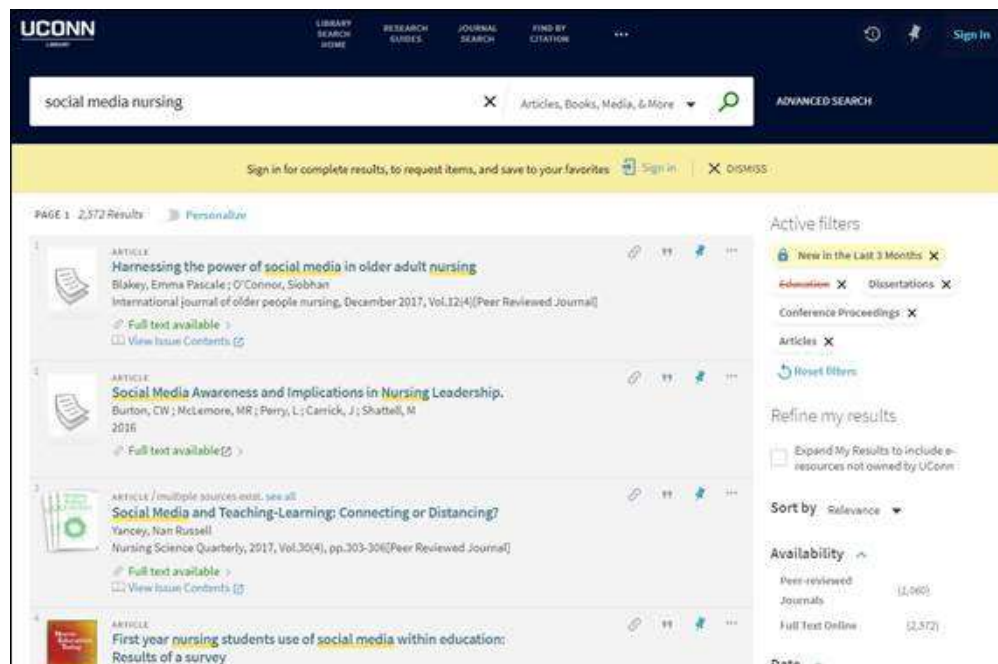 UCONN
LIBRARY
LIBRARY SEARCH HOME
RESEARCH GUIDES
JOURNAL SEARCH
FIND BY CITATION
Sign In
social media nursing
Articles, Books, Media, & More
ADVANCED SEARCH
Sign in for complete results, to request items, and save to your favorites
Sign in
DISMISS
PAGE 1 2,572 Results
Personalize
1
ARTICLE
Harnessing the power of social media in older adult nursing
Blakey, Emma Pascale ; O'Connor, Siobhan
International journal of older people nursing, December 2017, Vol.12(4)[Peer Reviewed Journal]
Full text available
View Issue Contents
2
ARTICLE
Social Media Awareness and Implications in Nursing Leadership.
Burton, CW ; McLemore, MR ; Perry, L ; Carrick, J ; Shattell, M
2016
Full text available
3
ARTICLE / multiple sources exist. see all
Social Media and Teaching-Learning: Connecting or Distancing?
Yancey, Nan Russell
Nursing Science Quarterly, 2017, Vol.30(4), pp.303-306[Peer Reviewed Journal]
Full text available
View Issue Contents
4
Nurse Education Today
ARTICLE
First year nursing students use of social media within education:
Results of a survey
Active filters
New in the Last 3 Months
Education
Dissertations
Conference Proceedings
Articles
Reset filters
Refine my results
Expand My Results to include e-
resources not owned by UConn
Sort by Relevance
Availability
Peer-reviewed
Journals (2,060)
Full Text Online (2,572)
Date